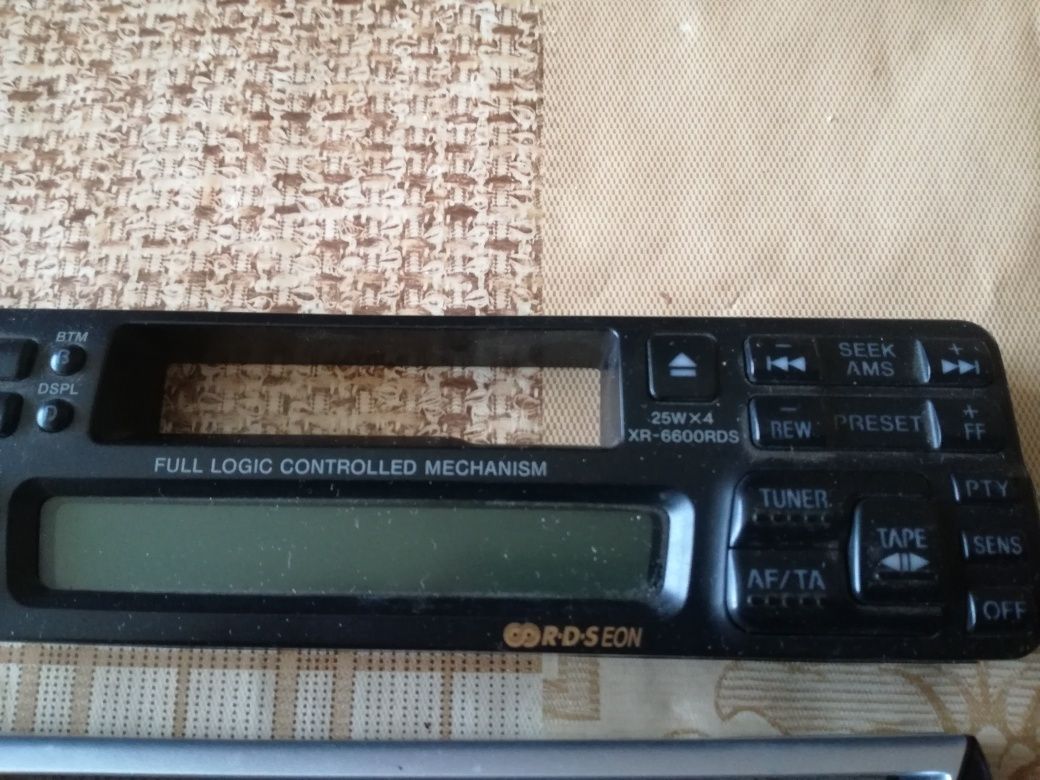 BTM
B
DSPL
D
25W×4
XR-6600RDS
- SEEK +
AMS
- PRESET +
REW FF
FULL LOGIC CONTROLLED MECHANISM
TUNER
TAPE
AF/TA
PTY
SENS
OFF
R·D·S EON